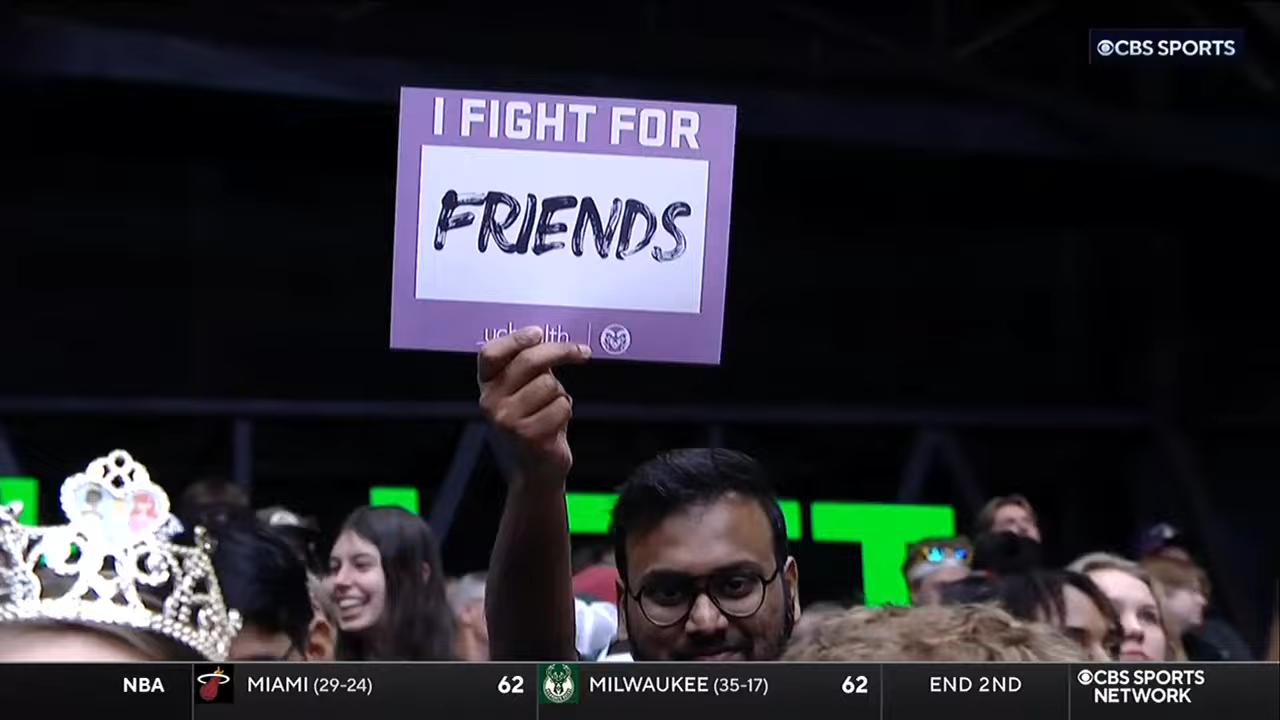 CBS SPORTS
I FIGHT FOR
FRIENDS
NBA MIAMI (29-24) 62 MILWAUKEE (35-17) 62 END 2ND CBS SPORTS
NETWORK